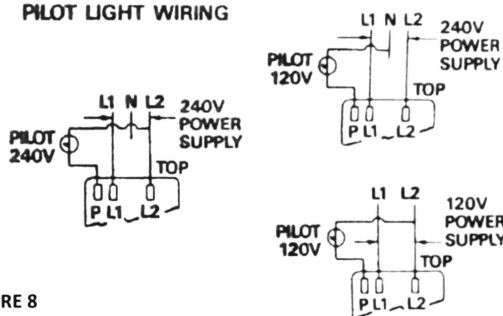 PILOT LIGHT WIRING
L1 N L2
240V
POWER
SUPPLY
PILOT
240V
TOP
P L1 L2
L1 N L2
240V
POWER
SUPPLY
PILOT
120V
TOP
P L1 L2
L1 L2
120V
POWER
SUPPLY
PILOT
120V
TOP
P L1 L2
RE 8